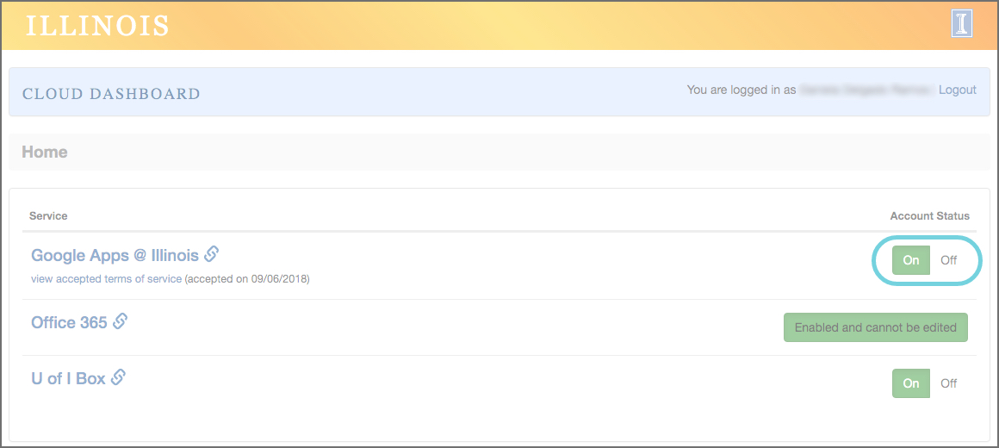 ILLINOIS
I
CLOUD DASHBOARD
You are logged in as
Logout
Home
Service Account Status
Google Apps @ Illinois On Off
view accepted terms of service (accepted on 09/06/2018)
Office 365 Enabled and cannot be edited
U of I Box On Off